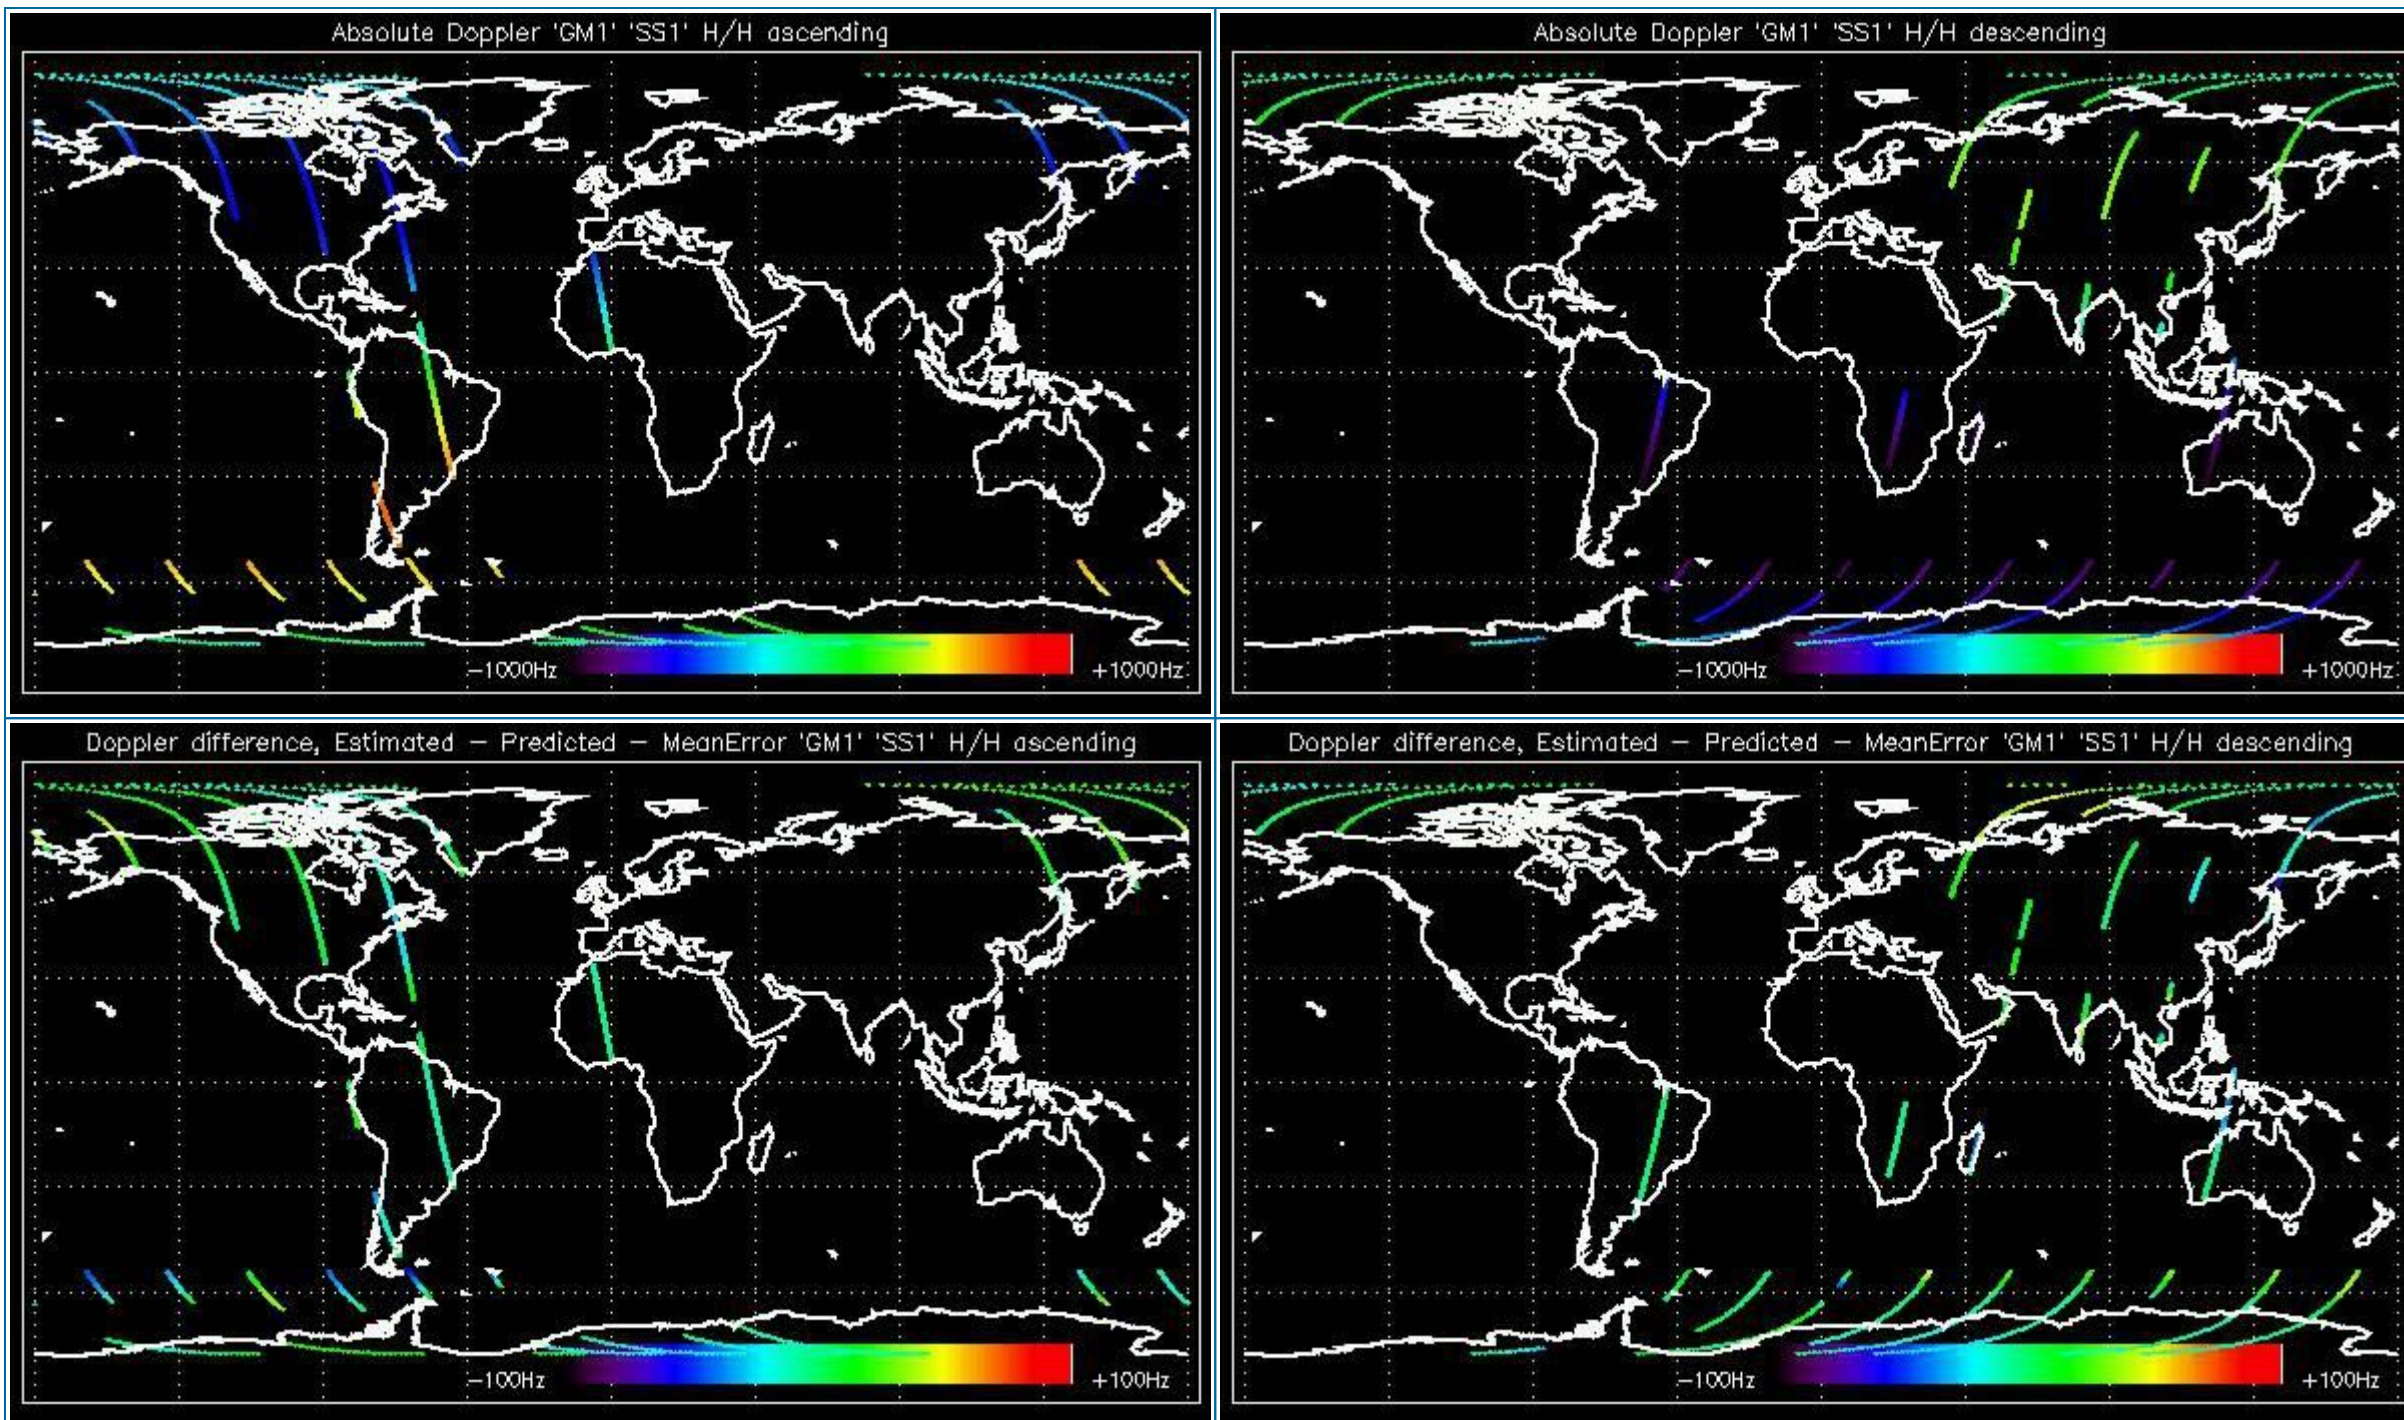 Absolute Doppler 'GM1' 'SS1' H/H ascending
-1000Hz +1000Hz
Absolute Doppler 'GM1' 'SS1' H/H descending
-1000Hz +1000Hz
Doppler difference, Estimated - Predicted - MeanError 'GM1' 'SS1' H/H ascending
-100Hz +100Hz
Doppler difference, Estimated - Predicted - MeanError 'GM1' 'SS1' H/H descending
-100Hz +100Hz